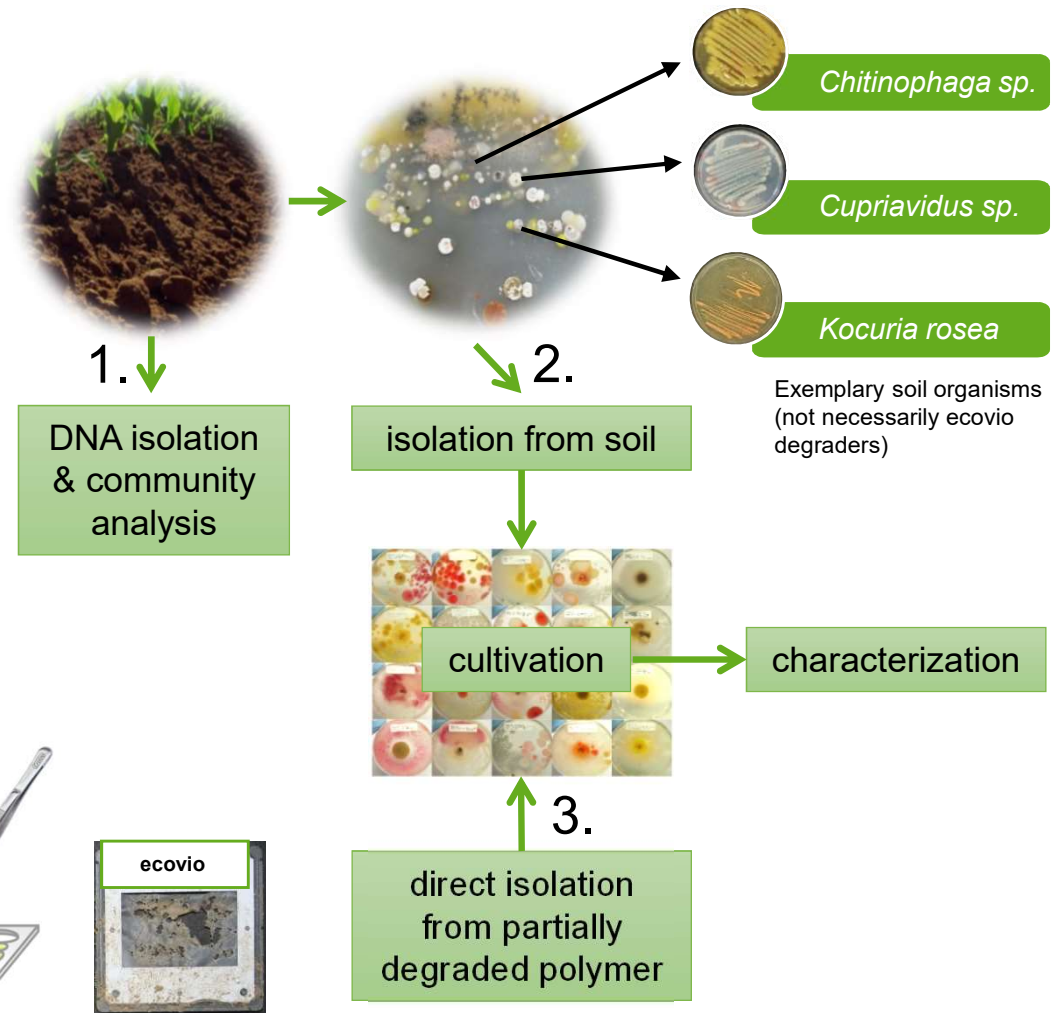 Chitinophaga sp.
Cupriavidus sp.
Kocuria rosea
Exemplary soil organisms
(not necessarily ecovio
degraders)
1.
DNA isolation
& community
analysis
2.
isolation from soil
cultivation
characterization
3.
direct isolation
from partially
degraded polymer
ecovio